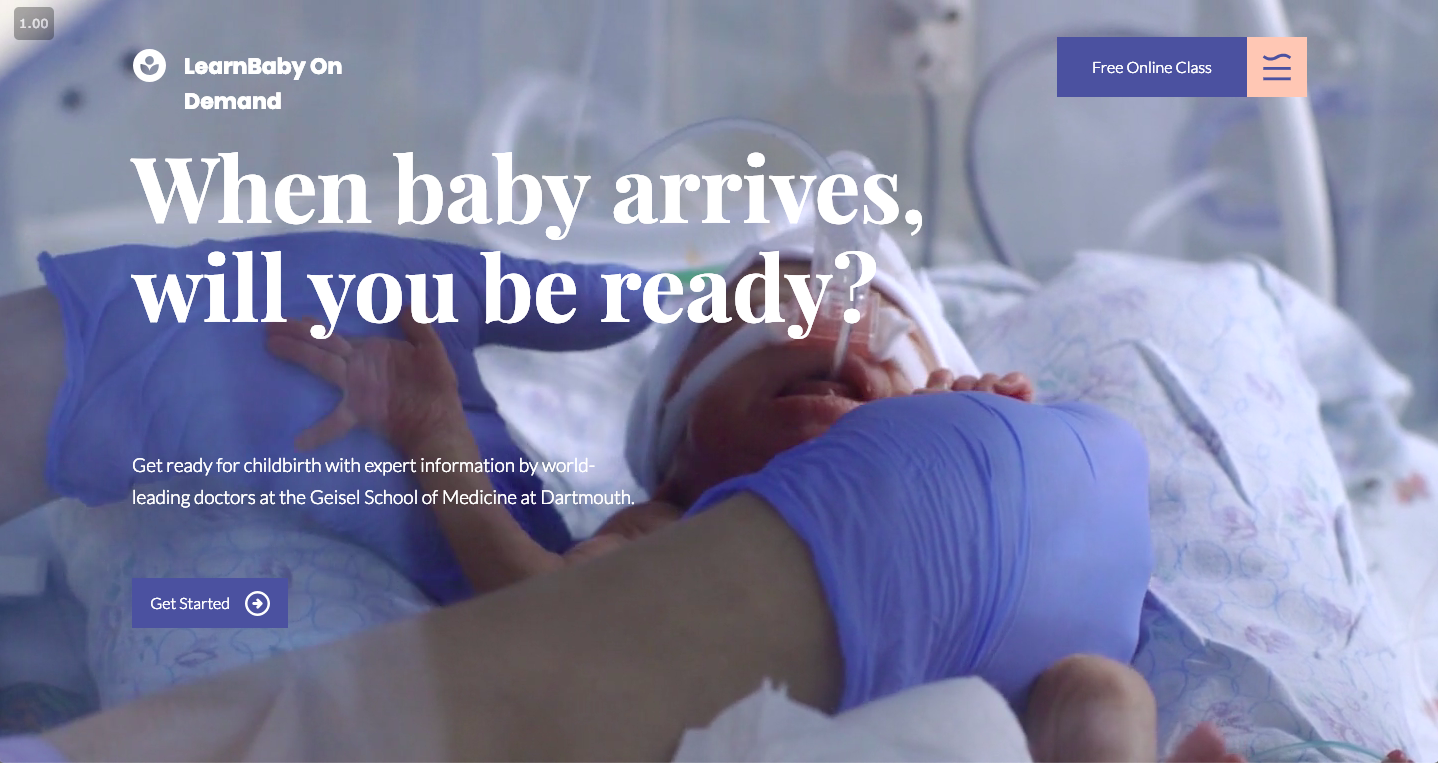 1.00
LearnBaby On
Demand
Free Online Class
When baby arrives,
will you be ready?
Get ready for childbirth with expert information by world-
leading doctors at the Geisel School of Medicine at Dartmouth.
Get Started